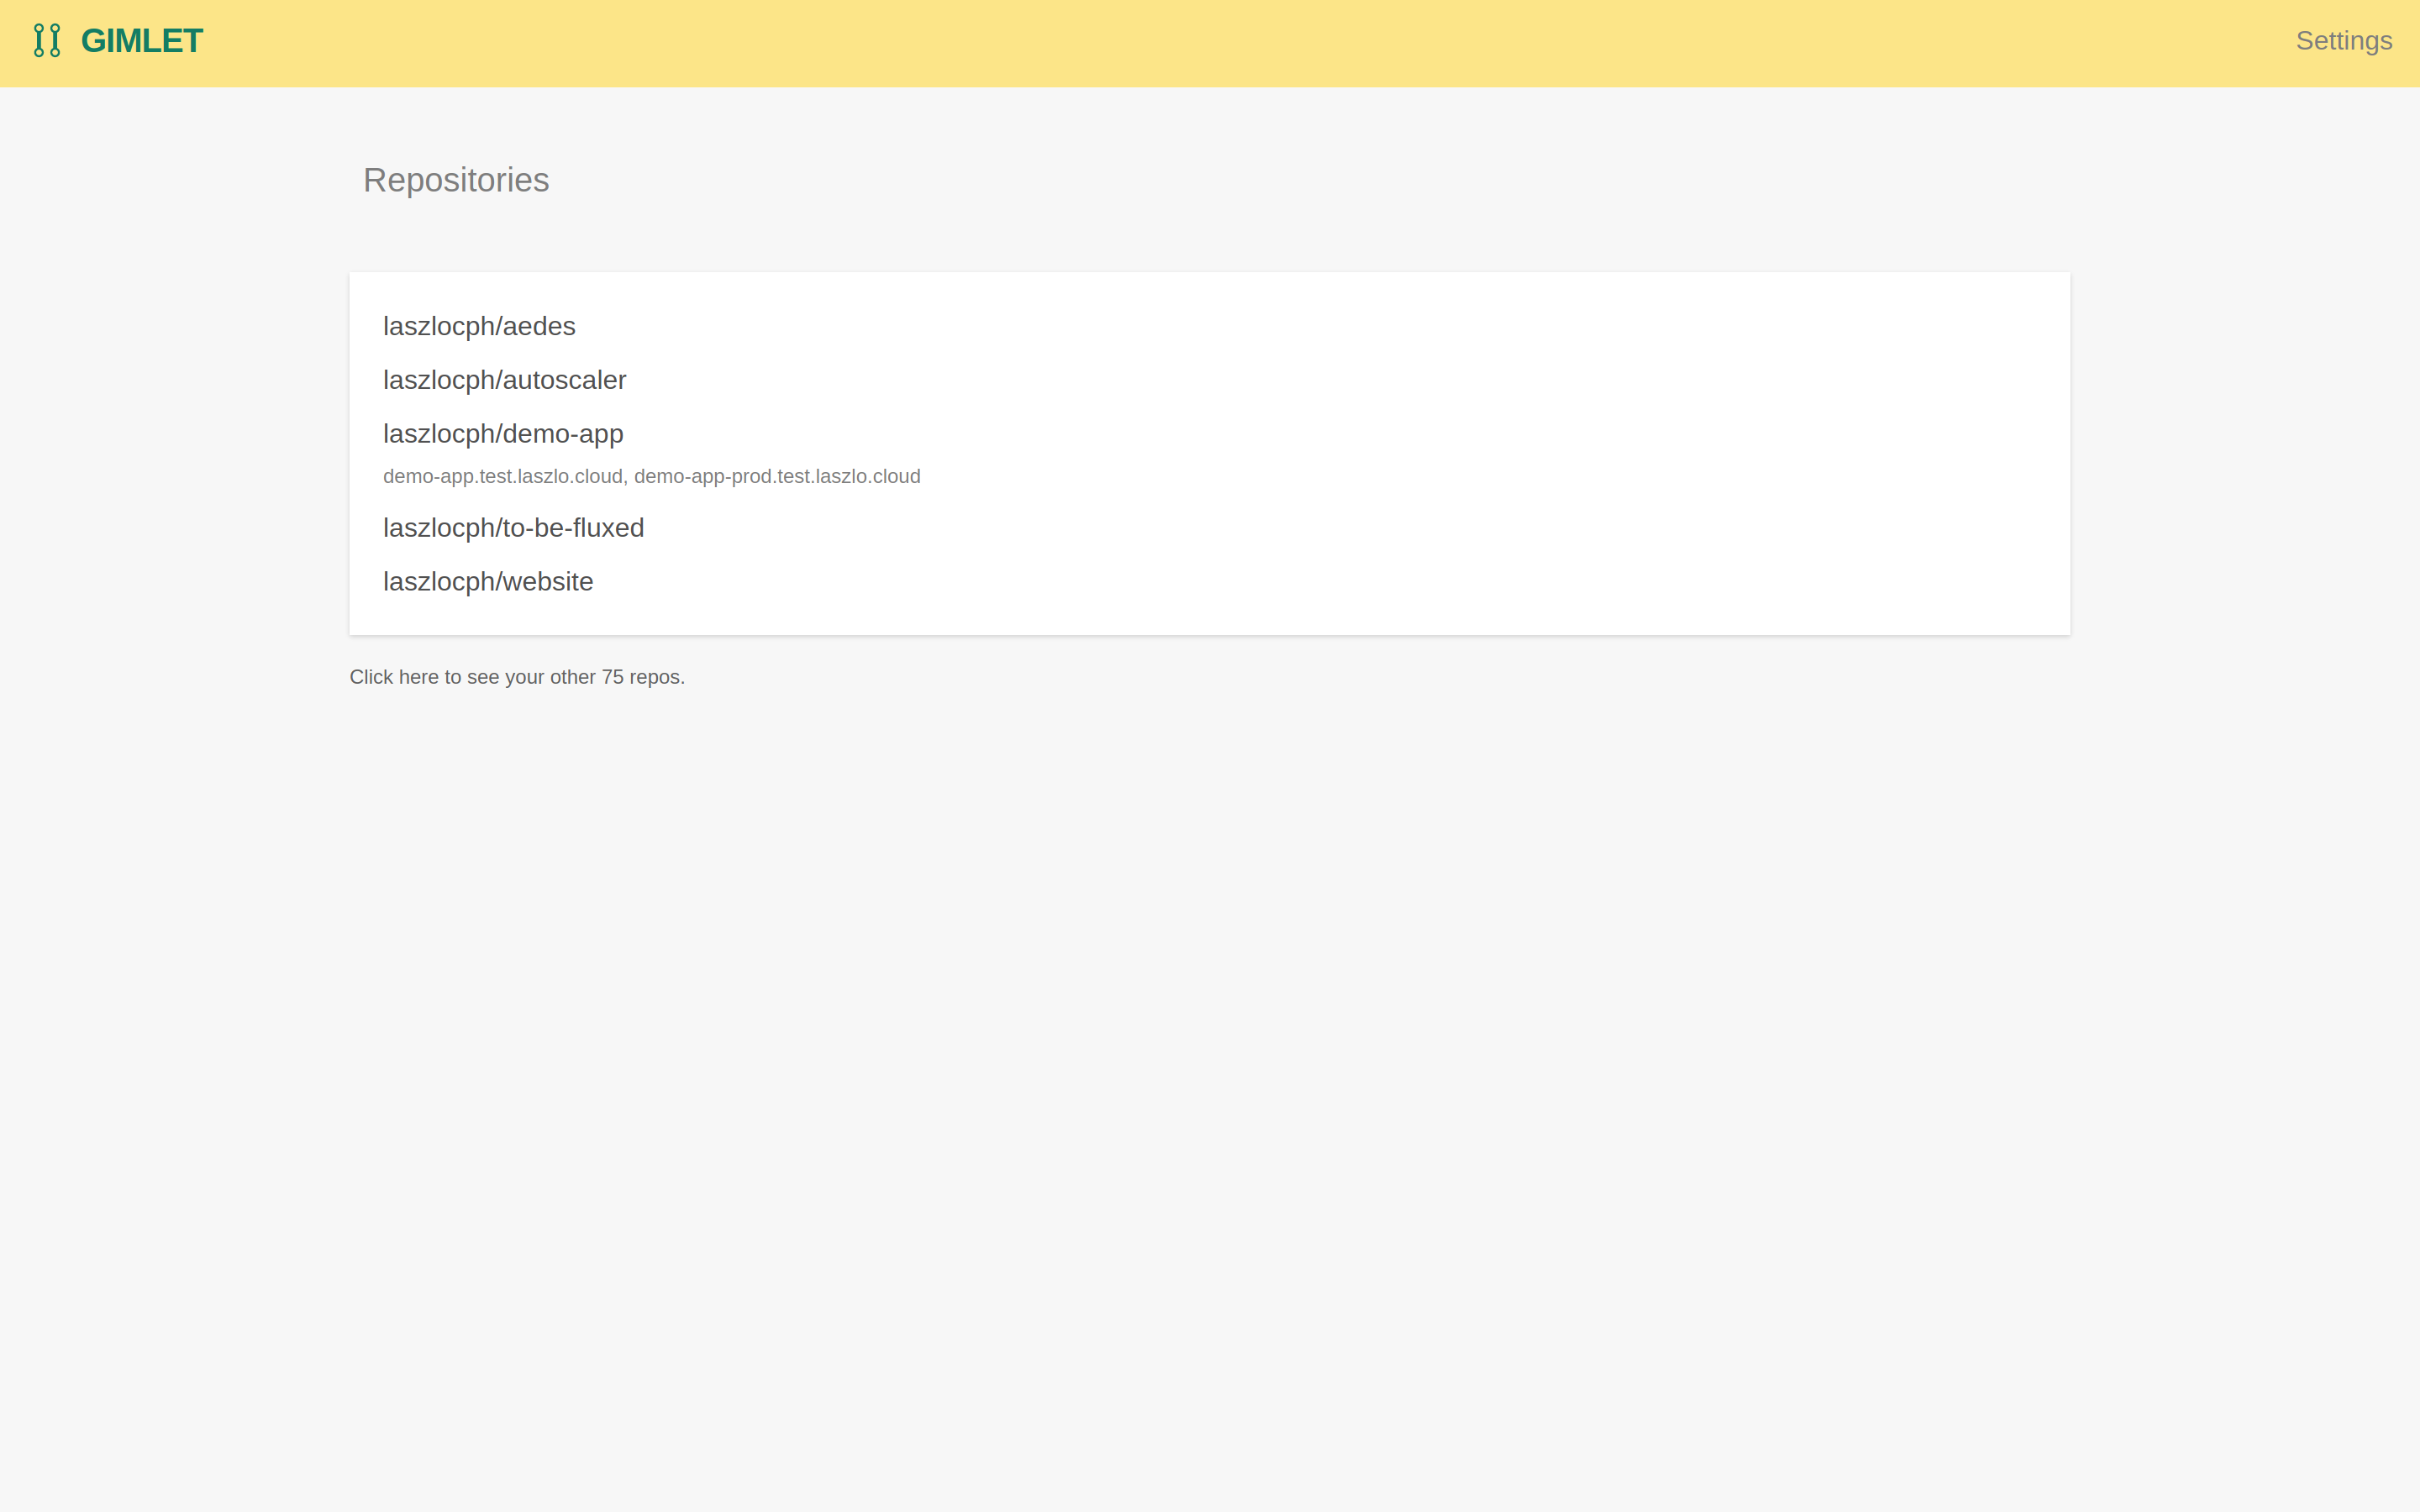 GIMLET
Settings
Repositories
laszlocph/aedes
laszlocph/autoscaler
laszlocph/demo-app
demo-app.test.laszlo.cloud, demo-app-prod.test.laszlo.cloud
laszlocph/to-be-fluxed
laszlocph/website
Click here to see your other 75 repos.